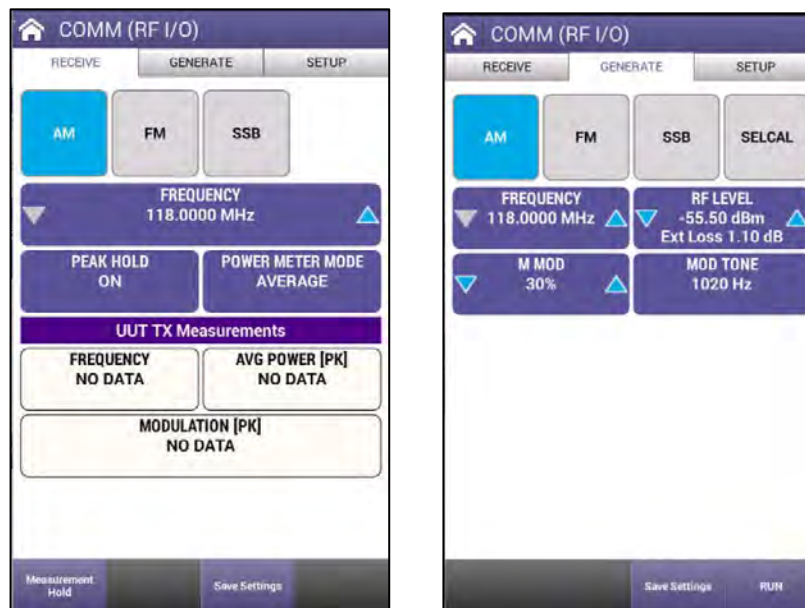 COMM (RF I/O)
RECEIVE GENERATE SETUP
AM FM SSB
FREQUENCY
118.0000 MHz
PEAK HOLD
ON
POWER METER MODE
AVERAGE
UUT TX Measurements
FREQUENCY
NO DATA
AVG POWER [PK]
NO DATA
MODULATION [PK]
NO DATA
Measurement
Hold
Save Settings
COMM (RF I/O)
RECEIVE GENERATE SETUP
AM FM SSB SELCAL
FREQUENCY
118.0000 MHz
RF LEVEL
-55.50 dBm
Ext Loss 1.10 dB
M MOD
30%
MOD TONE
1020 Hz
Save Settings RUN